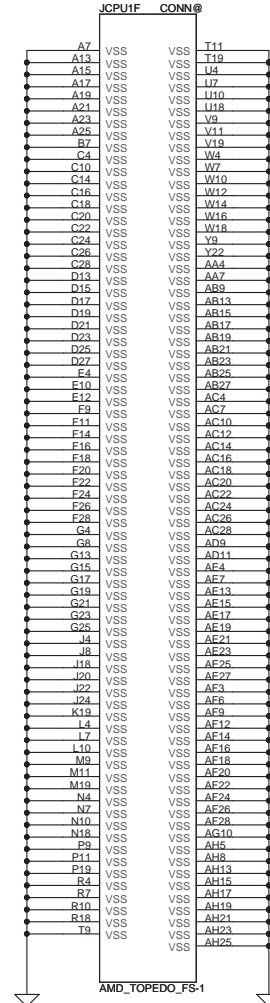 JCPU1F CONN@
A7 VSS VSS T11
A13 VSS VSS T19
A15 VSS VSS U4
A17 VSS VSS U7
A19 VSS VSS U10
A21 VSS VSS U18
A23 VSS VSS V9
A25 VSS VSS V11
B7 VSS VSS V19
C4 VSS VSS W4
C10 VSS VSS W7
C14 VSS VSS W10
C16 VSS VSS W12
C18 VSS VSS W14
C20 VSS VSS W16
C22 VSS VSS W18
C24 VSS VSS Y9
C26 VSS VSS Y22
C28 VSS VSS AA4
D13 VSS VSS AA7
D15 VSS VSS AB9
D17 VSS VSS AB13
D19 VSS VSS AB15
D21 VSS VSS AB17
D23 VSS VSS AB19
D25 VSS VSS AB21
D27 VSS VSS AB23
E4 VSS VSS AB25
E10 VSS VSS AB27
E12 VSS VSS AC4
F9 VSS VSS AC7
F11 VSS VSS AC10
F14 VSS VSS AC12
F16 VSS VSS AC14
F18 VSS VSS AC16
F20 VSS VSS AC18
F22 VSS VSS AC20
F24 VSS VSS AC22
F26 VSS VSS AC24
F28 VSS VSS AC26
G4 VSS VSS AC28
G8 VSS VSS AD9
G13 VSS VSS AD11
G15 VSS VSS AE4
G17 VSS VSS AE7
G19 VSS VSS AE13
G21 VSS VSS AE15
G23 VSS VSS AE17
G25 VSS VSS AE19
J4 VSS VSS AE21
J8 VSS VSS AE23
J18 VSS VSS AE25
J20 VSS VSS AE27
J22 VSS VSS AF3
J24 VSS VSS AF6
K19 VSS VSS AF9
L4 VSS VSS AF12
L7 VSS VSS AF14
L10 VSS VSS AF16
M9 VSS VSS AF18
M11 VSS VSS AF20
M19 VSS VSS AF22
N4 VSS VSS AF24
N7 VSS VSS AF26
N10 VSS VSS AF28
N18 VSS VSS AG10
P9 VSS VSS AH5
P11 VSS VSS AH8
P19 VSS VSS AH13
R4 VSS VSS AH15
R7 VSS VSS AH17
R10 VSS VSS AH19
R18 VSS VSS AH21
T9 VSS VSS AH23
VSS AH25
AMD_TOPEDO_FS-1